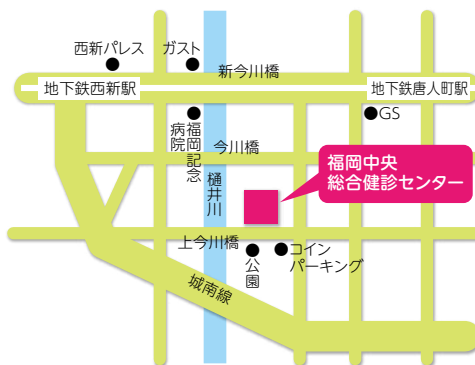 西新パレス
ガスト
新今川橋
地下鉄西新駅
地下鉄唐人町駅
GS
福岡記念
病院
今川橋
福岡中央
総合健診センター
樋井川
上今川橋
公園
コイン
パーキング
城南線